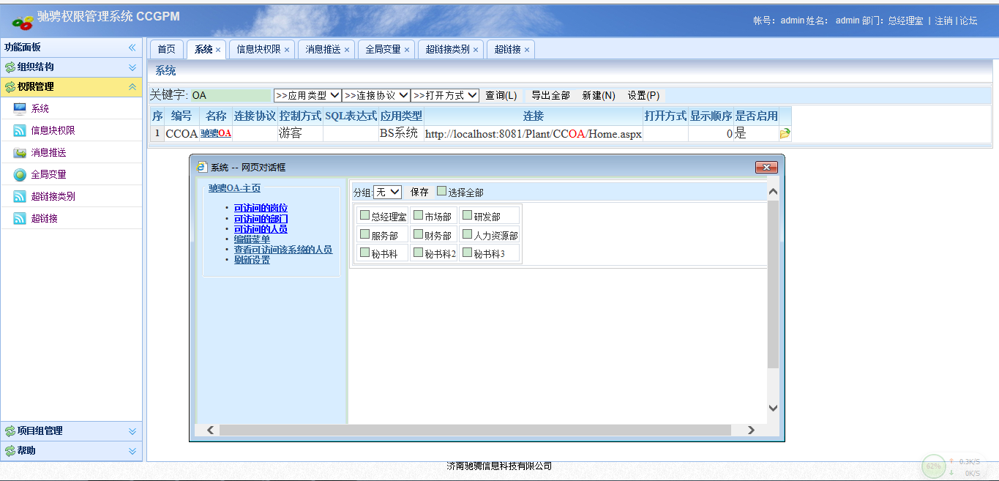 驰骋权限管理系统 CCGPM
帐号: admin 姓名: admin 部门: 总经理室 | 注销 | 论坛
功能面板
组织结构
权限管理
系统
信息块权限
消息推送
全局变量
超链接类别
超链接
项目组管理
帮助
首页 系统 × 信息块权限 × 消息推送 × 全局变量 × 超链接类别 × 超链接 ×
系统
关键字: OA >>应用类型 >>连接协议 >>打开方式 查询(L) 导出全部 新建(N) 设置(P)
序 编号 名称 连接协议 控制方式 SQL表达式 应用类型 连接 打开方式 显示顺序 是否启用
1 CCOA 驰骋OA 游客 BS系统 http://localhost:8081/Plant/CCOA/Home.aspx 0 是
系统 -- 网页对话框
驰骋OA-主页
• 可访问的岗位
• 可访问的部门
• 可访问的人员
• 编辑菜单
• 查看可访问该系统的人员
• 刷新设置
分组: 无 保存 选择全部
总经理室 市场部 研发部
服务部 财务部 人力资源部
秘书科 秘书科2 秘书科3
济南驰骋信息科技有限公司
62% ↑ 0.3K/S
↓ 0K/S